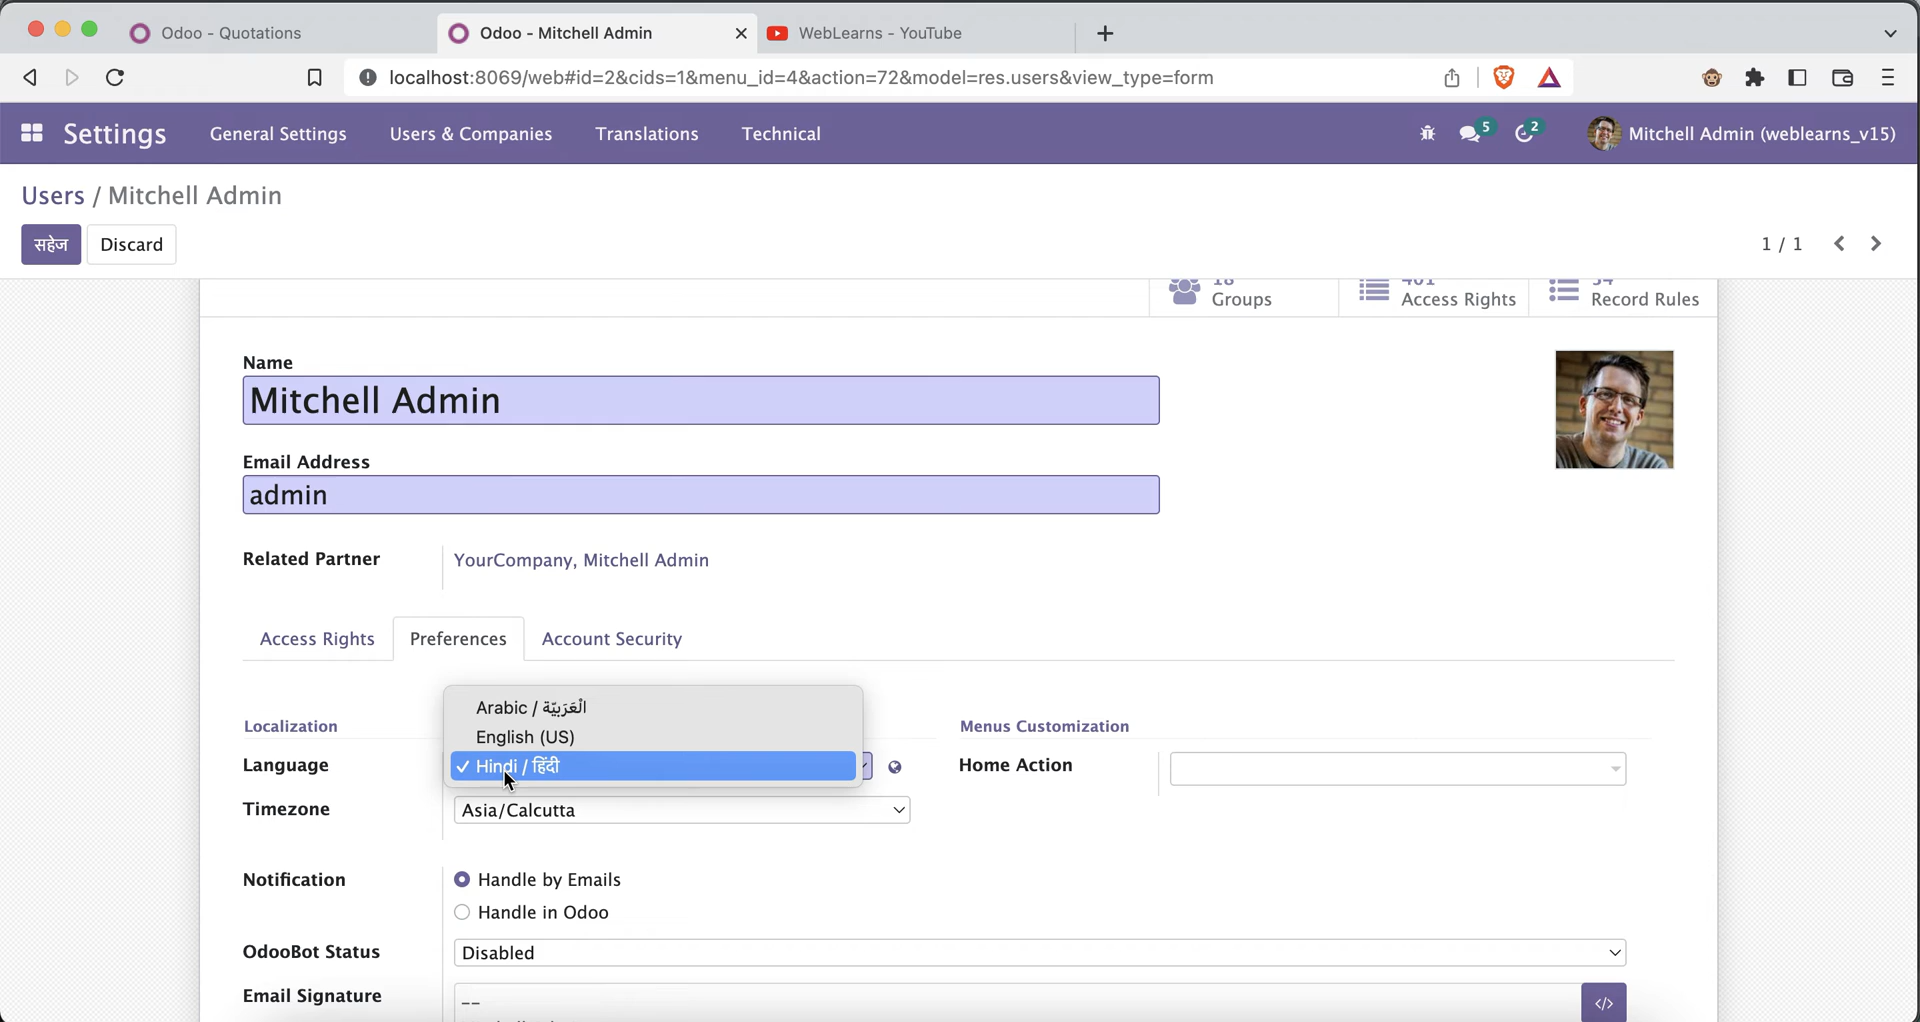 Odoo - Quotations
Odoo - Mitchell Admin
WebLearns - YouTube
localhost:8069/web#id=2&cids=1&menu_id=4&action=72&model=res.users&view_type=form
Settings
General Settings
Users & Companies
Translations
Technical
5
2
Mitchell Admin (weblearns_v15)
Users / Mitchell Admin
सहेज
Discard
1 / 1
Groups
Access Rights
Record Rules
Name
Mitchell Admin
Email Address
admin
Related Partner
YourCompany, Mitchell Admin
Access Rights
Preferences
Account Security
Arabic / الْعَرَبيّة
Localization
English (US)
Menus Customization
Language
✓ Hindi / हिंदी
Home Action
Timezone
Asia/Calcutta
Notification
Handle by Emails
Handle in Odoo
OdooBot Status
Disabled
Email Signature
--
</>